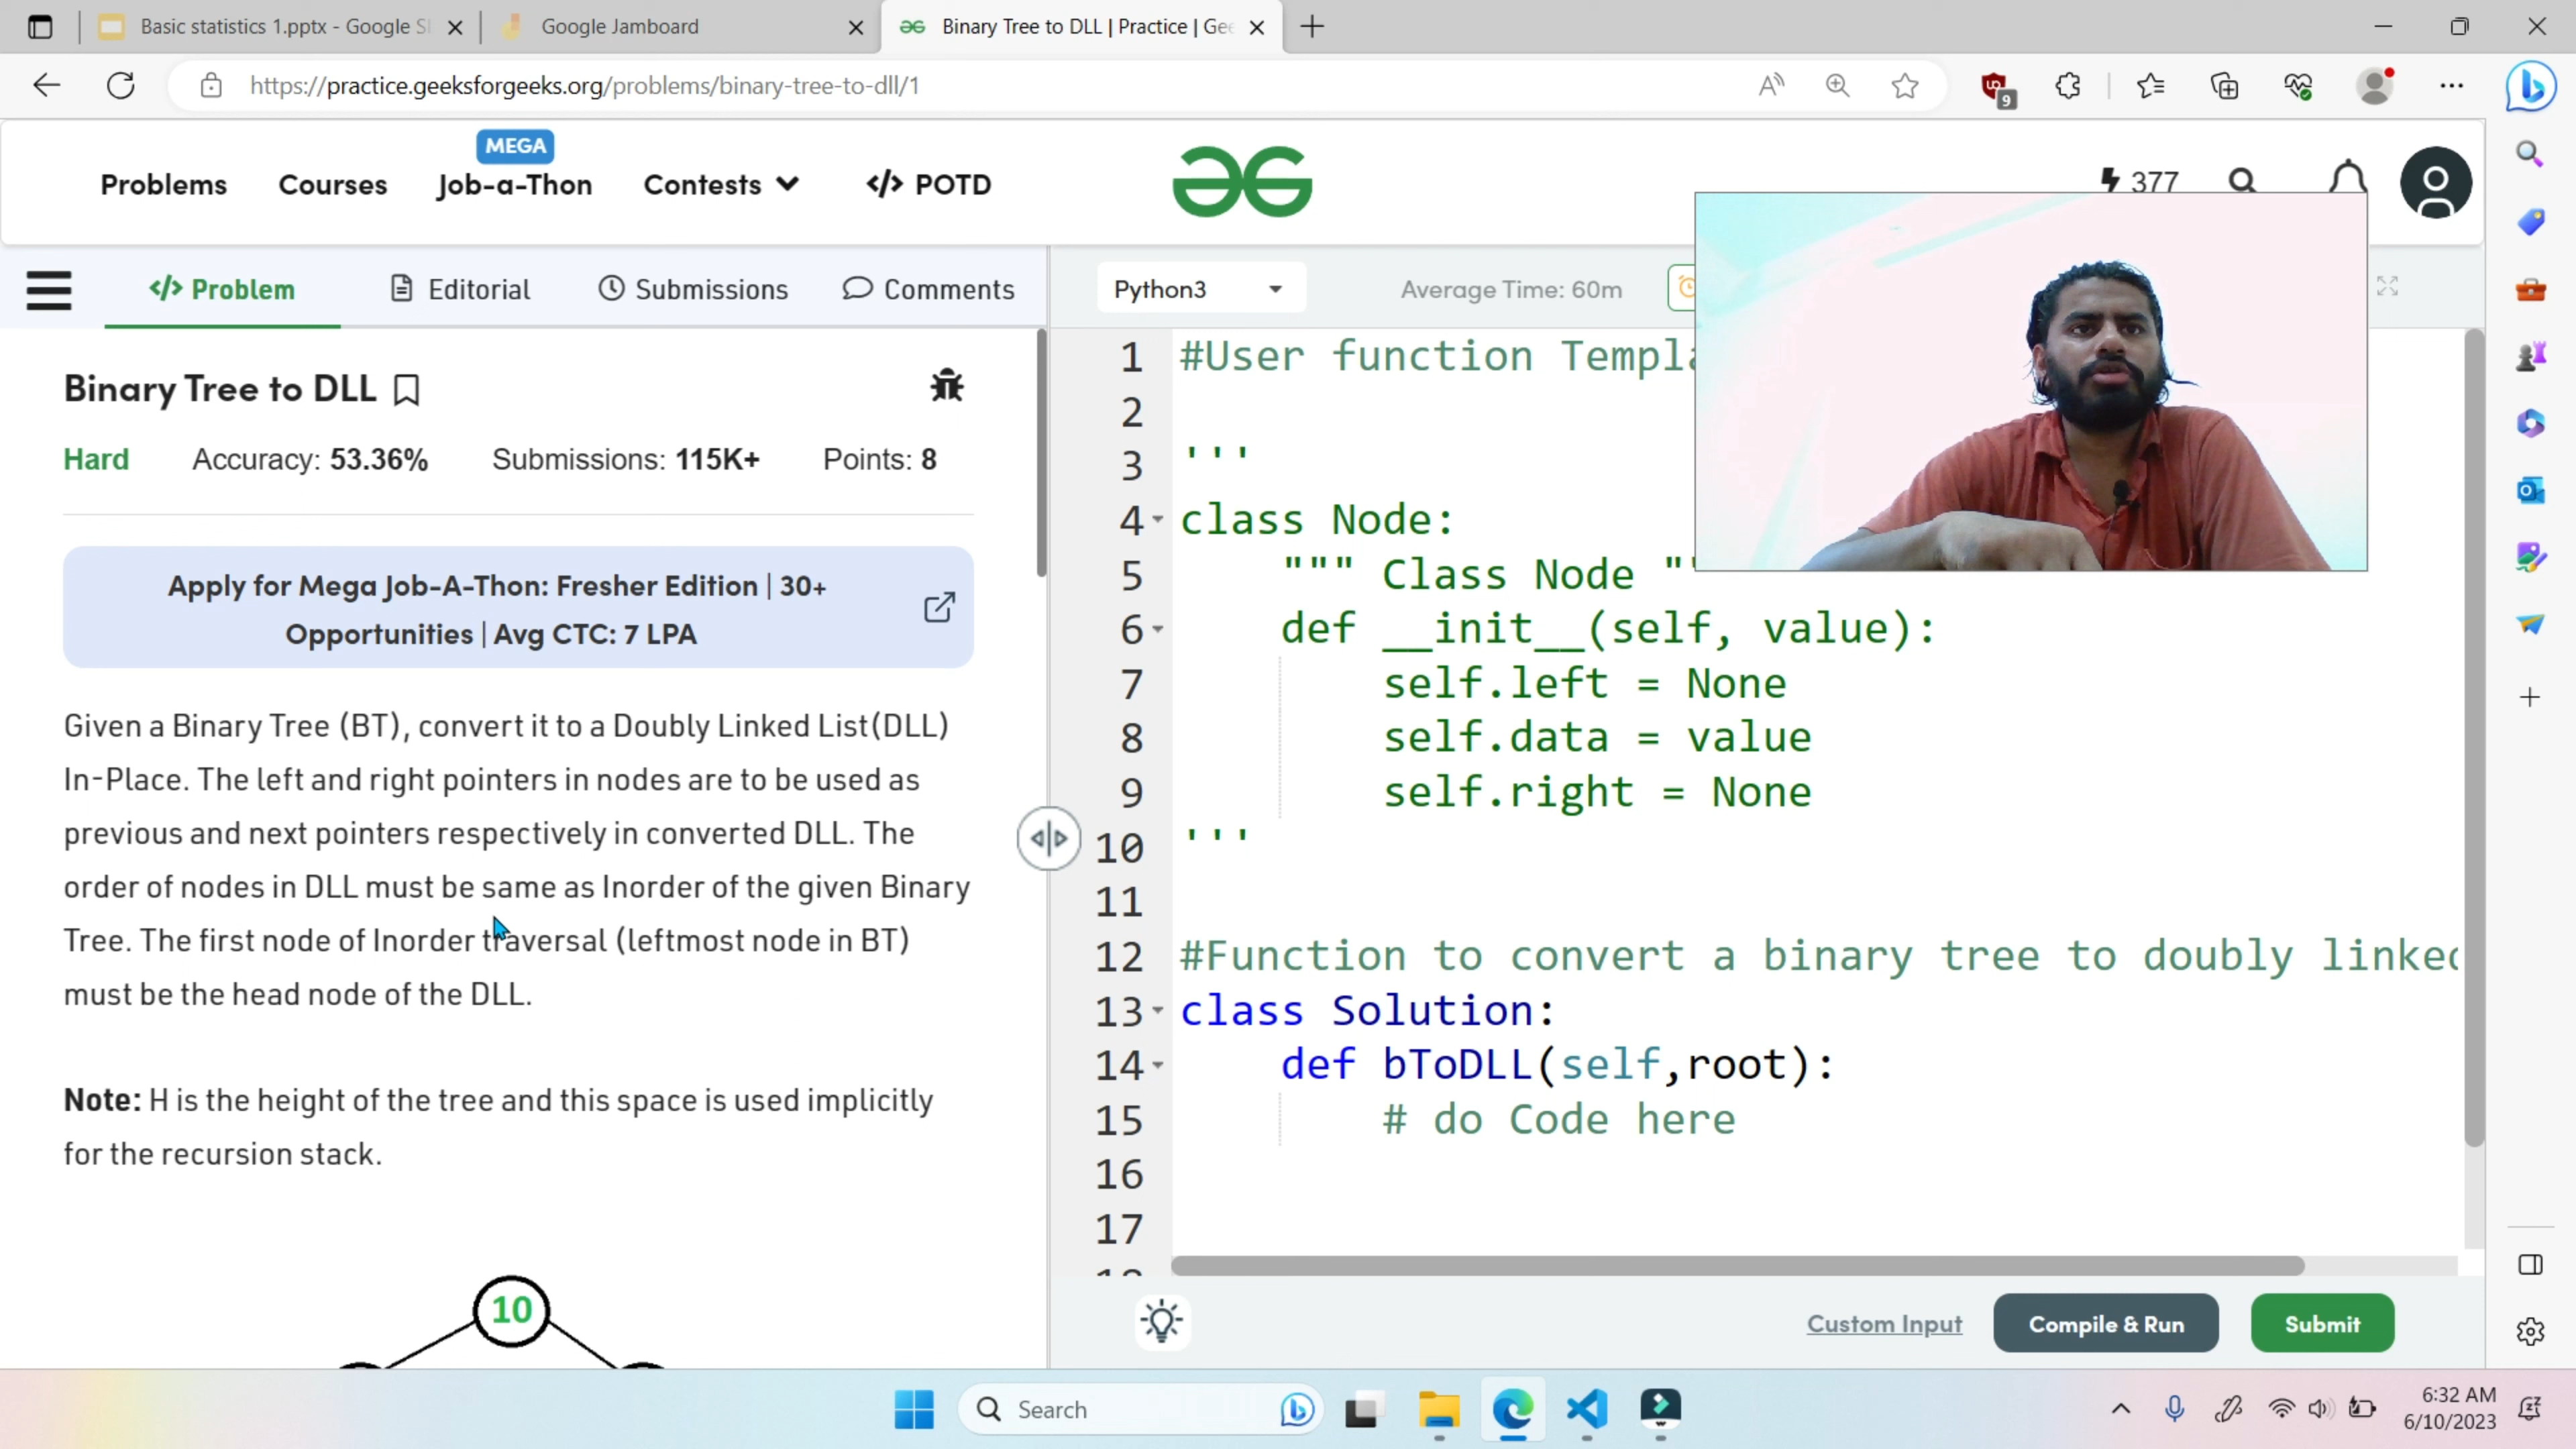 Basic statistics 1.pptx - Google Sl
Google Jamboard
Binary Tree to DLL | Practice | Gee
https://practice.geeksforgeeks.org/problems/binary-tree-to-dll/1
9
Problems
Courses
MEGA
Job-a-Thon
Contests
</> POTD
377
</> Problem
Editorial
Submissions
Comments
Python3
Average Time: 60m
Binary Tree to DLL
Hard Accuracy: 53.36% Submissions: 115K+ Points: 8
Apply for Mega Job-A-Thon: Fresher Edition | 30+
Opportunities | Avg CTC: 7 LPA
Given a Binary Tree (BT), convert it to a Doubly Linked List(DLL)
In-Place. The left and right pointers in nodes are to be used as
previous and next pointers respectively in converted DLL. The
order of nodes in DLL must be same as Inorder of the given Binary
Tree. The first node of Inorder traversal (leftmost node in BT)
must be the head node of the DLL.
Note: H is the height of the tree and this space is used implicitly
for the recursion stack.
10
1 #User function Templa
2
3 '''
4 class Node:
5 """ Class Node ""
6 def __init__(self, value):
7 self.left = None
8 self.data = value
9 self.right = None
10 '''
11
12 #Function to convert a binary tree to doubly linked
13 class Solution:
14 def bToDLL(self,root):
15 # do Code here
16
17
Custom Input
Compile & Run
Submit
Search
6:32 AM
6/10/2023